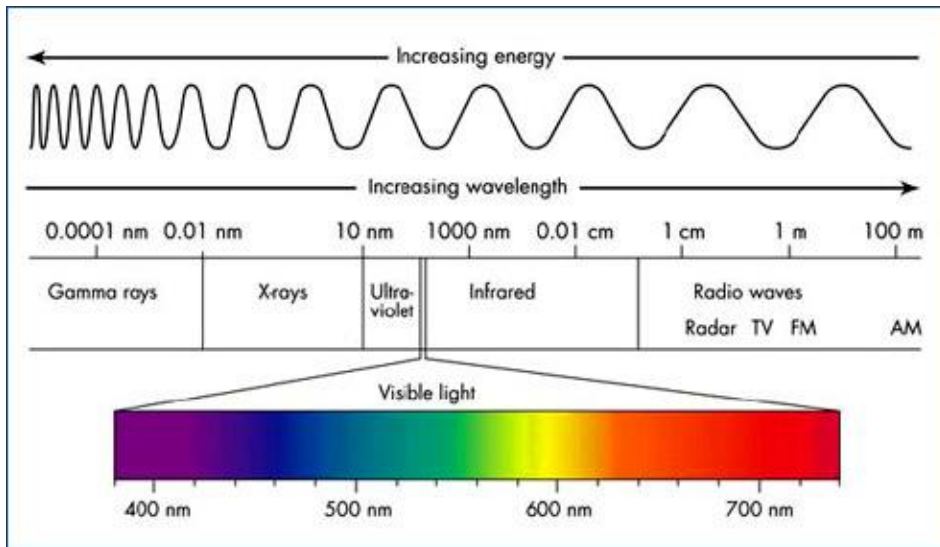 Increasing energy
Increasing wavelength
0.0001 nm 0.01 nm 10 nm 1000 nm 0.01 cm 1 cm 1 m 100 m
Gamma rays X-rays Ultra- Infrared Radio waves
violet
Radar TV FM AM
Visible light
400 nm 500 nm 600 nm 700 nm